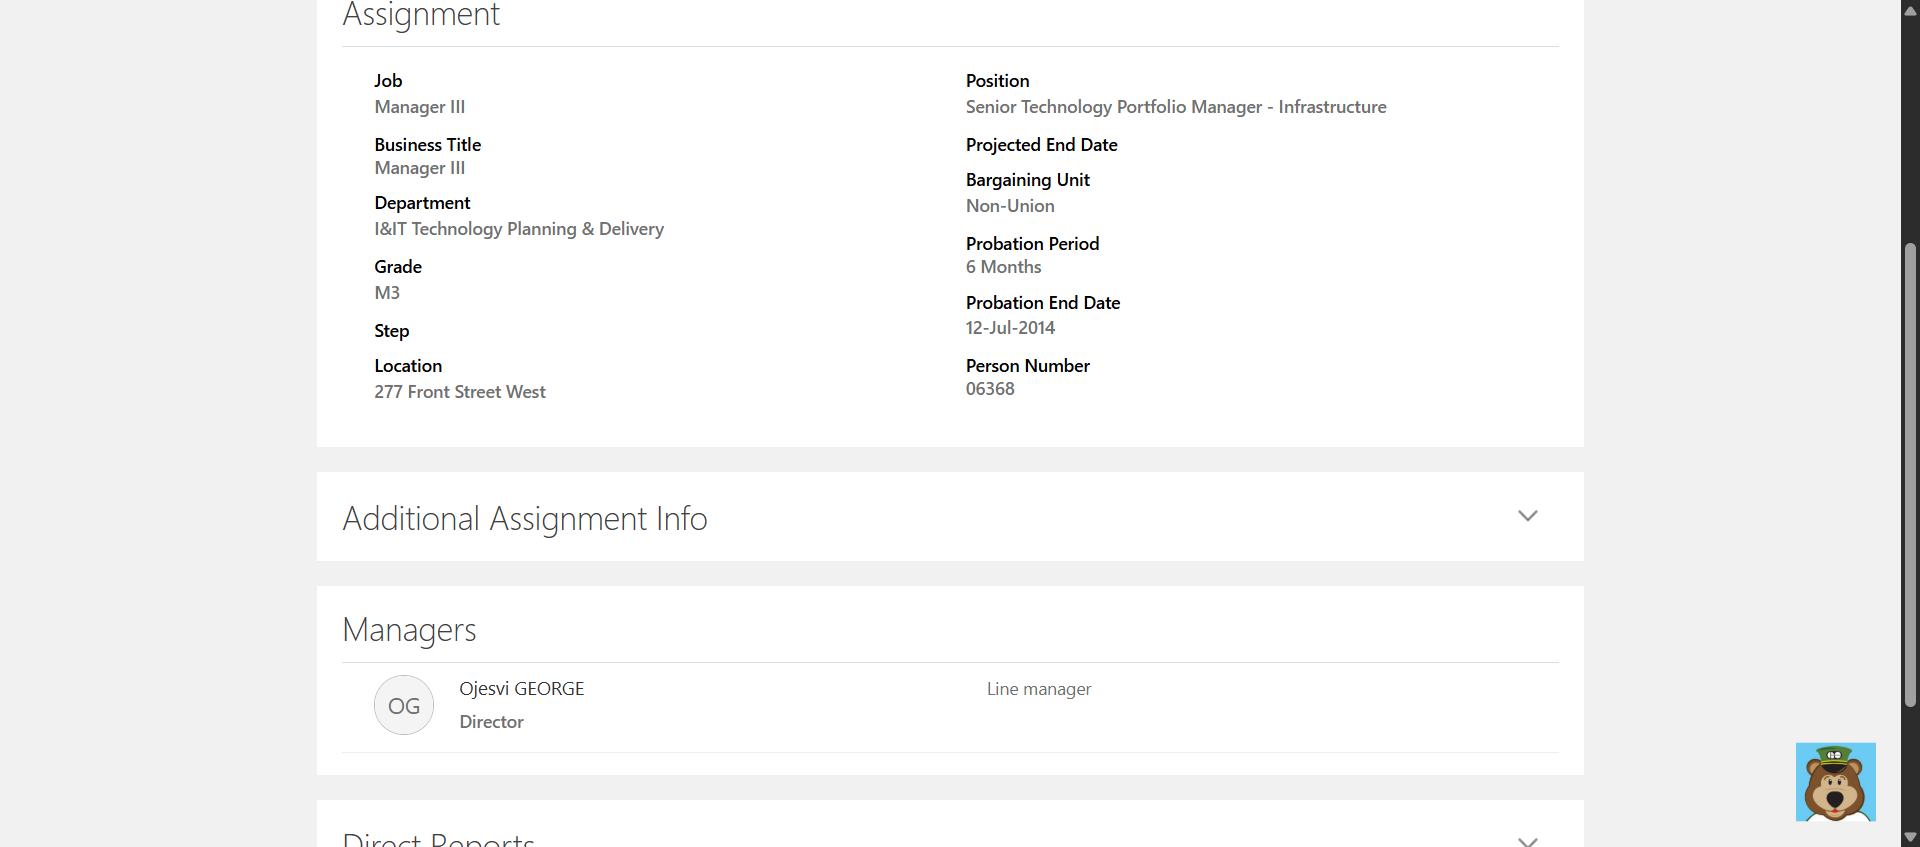 Assignment
Job
Manager III
Business Title
Manager III
Department
I&IT Technology Planning & Delivery
Grade
M3
Step
Location
277 Front Street West
Position
Senior Technology Portfolio Manager - Infrastructure
Projected End Date
Bargaining Unit
Non-Union
Probation Period
6 Months
Probation End Date
12-Jul-2014
Person Number
06368
Additional Assignment Info
Managers
OG
Ojesvi GEORGE
Director
Line manager
Direct Reports
GO